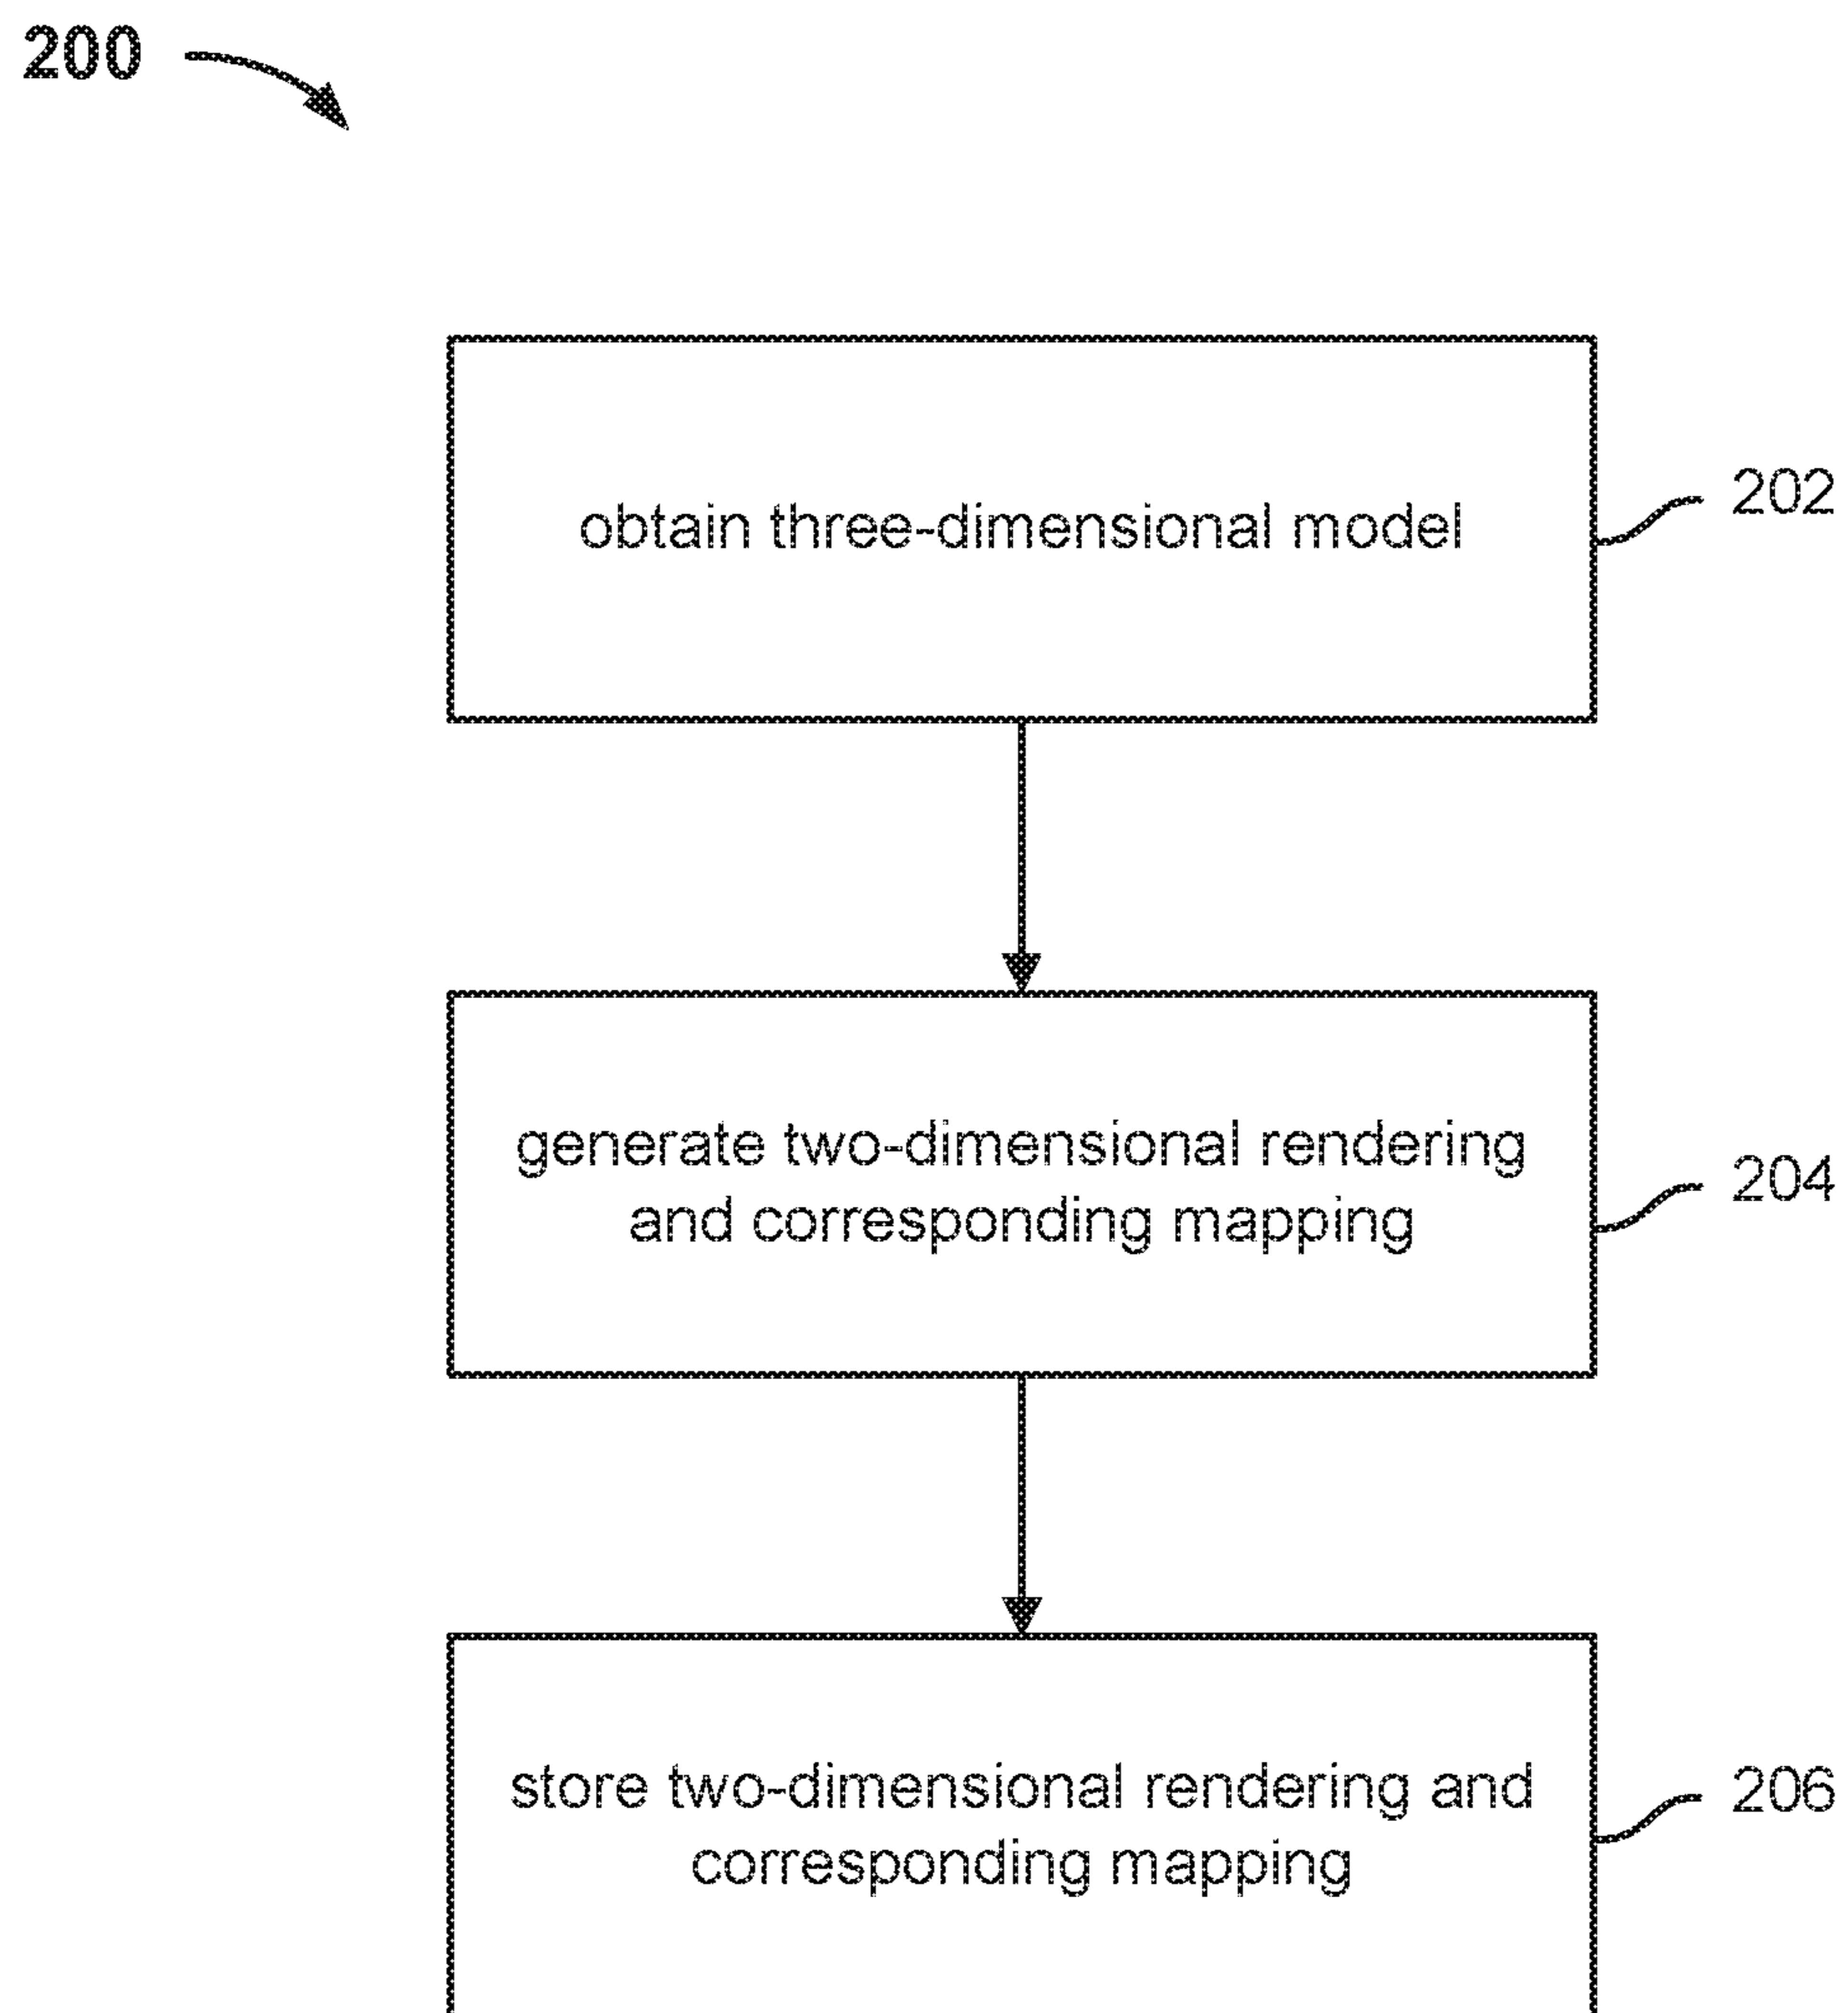 200
obtain three-dimensional model
202
generate two-dimensional rendering
and corresponding mapping
204
store two-dimensional rendering and
corresponding mapping
206